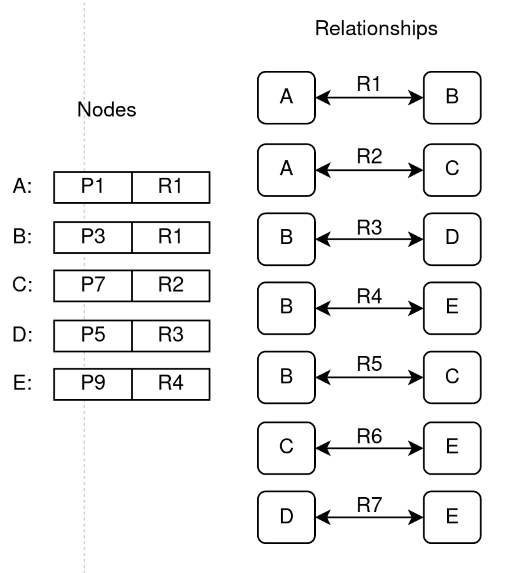 Relationships
Nodes
A R1 B
A R2 C
A: P1 R1
B: P3 R1
B R3 D
C: P7 R2
B R4 E
D: P5 R3
E: P9 R4
B R5 C
C R6 E
D R7 E